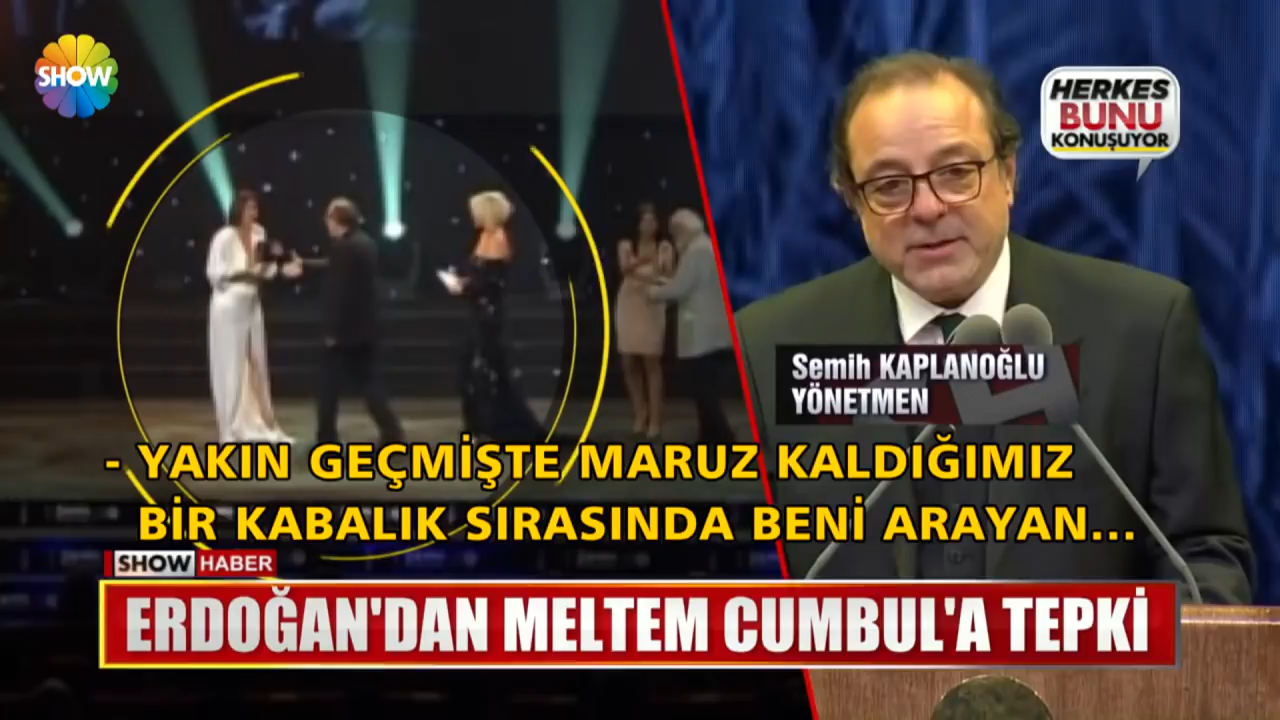 SHOW
HERKES
BUNU
KONUŞUYOR
Semih KAPLANOĞLU
YÖNETMEN
- YAKIN GEÇMİŞTE MARUZ KALDIĞIMIZ
BİR KABALIK SIRASINDA BENİ ARAYAN...
SHOW HABER
ERDOĞAN'DAN MELTEM CUMBUL'A TEPKİ